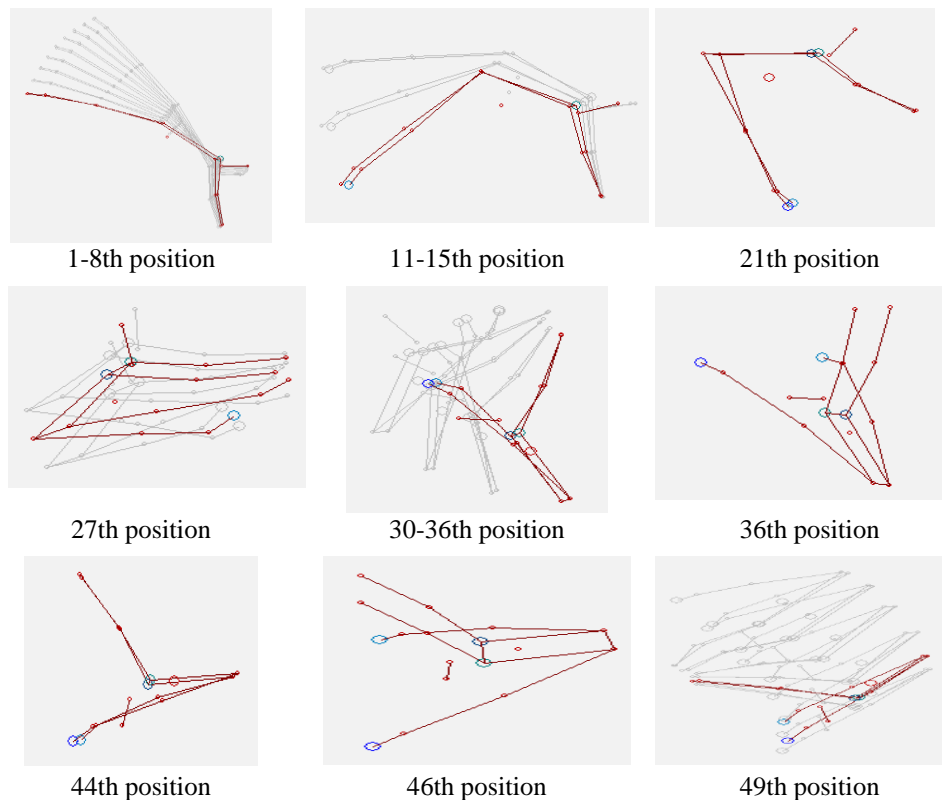 1-8th position
11-15th position
21th position
27th position
30-36th position
36th position
44th position
46th position
49th position